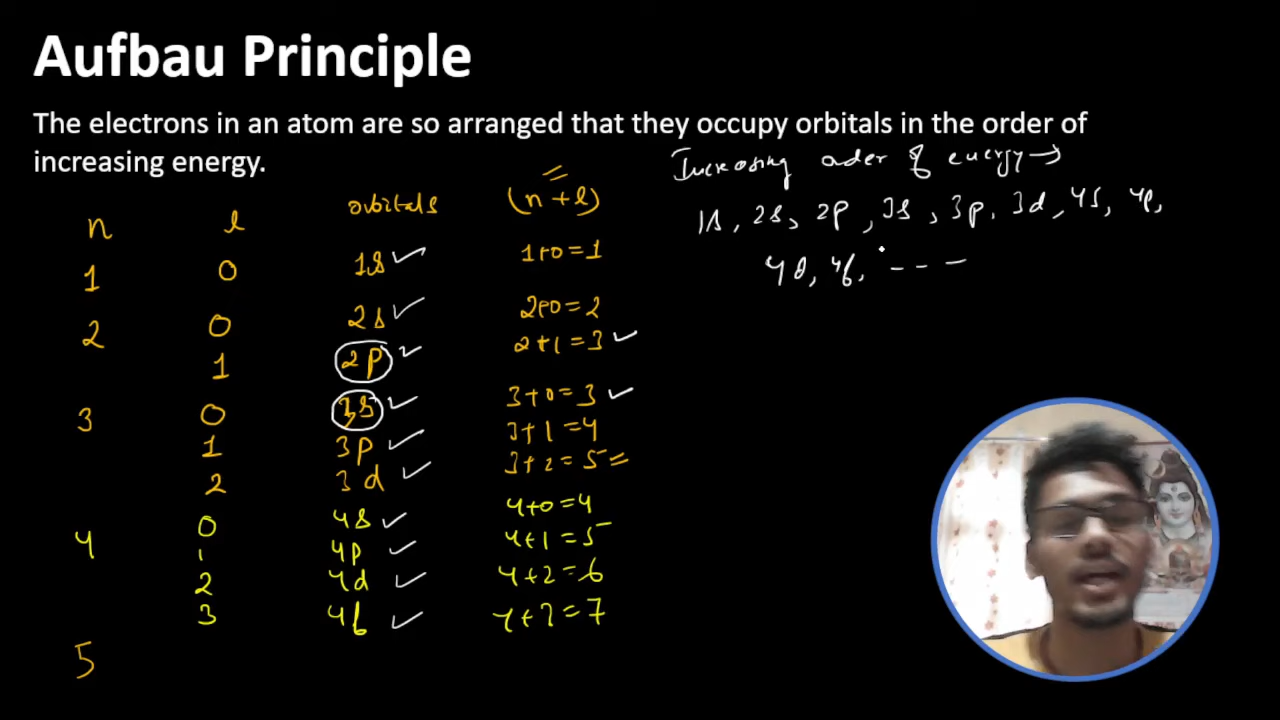 Aufbau Principle
The electrons in an atom are so arranged that they occupy orbitals in the order of
increasing energy.
Increasing order of energy →
1s, 2s, 2p, 3s, 3p, 3d, 4s, 4p,
4d, 4f, - - -
n l orbitals (n + l)
1 0 1s ✓ 1+0=1
2 0 2s ✓ 2+0=2
1 2p ✓ 2+1=3 ✓
3 0 3s ✓ 3+0=3 ✓
1 3p ✓ 3+1=4
2 3d ✓ 3+2=5=
4 0 4s ✓ 4+0=4
1 4p ✓ 4+1=5
2 4d ✓ 4+2=6
3 4f ✓ 4+3=7
5